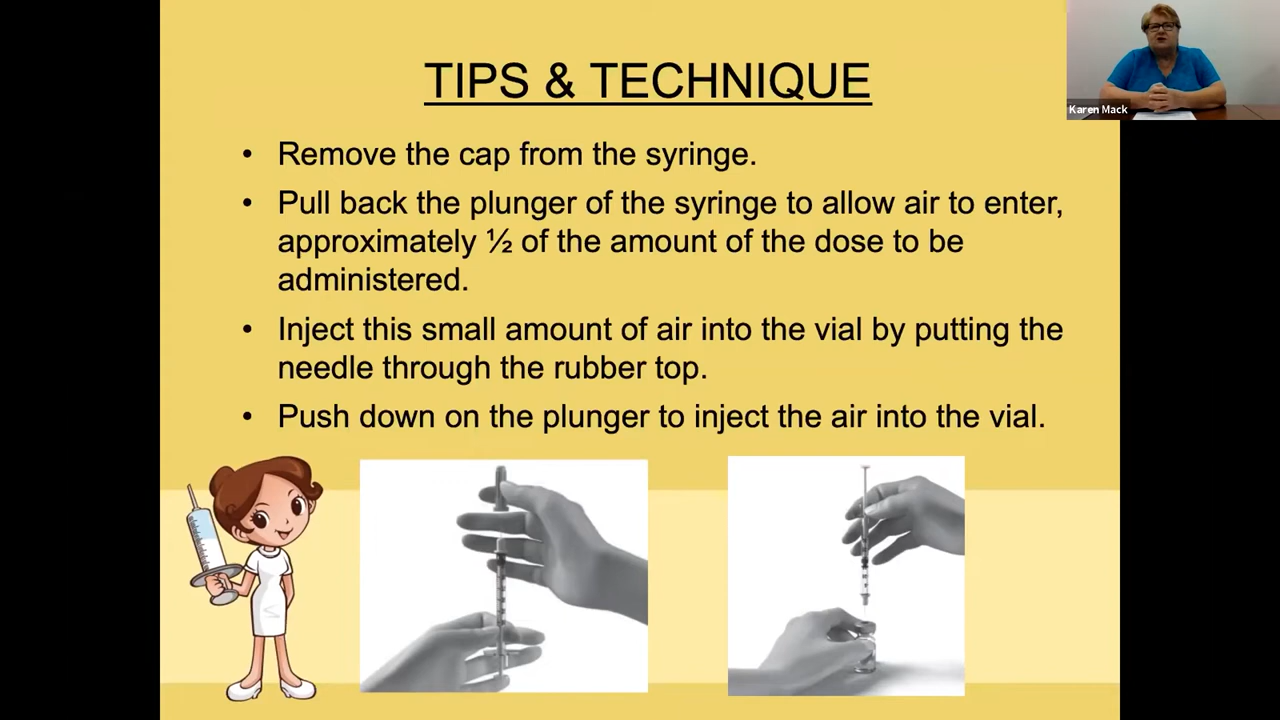 TIPS & TECHNIQUE
Karen Mack
• Remove the cap from the syringe.
• Pull back the plunger of the syringe to allow air to enter,
approximately ½ of the amount of the dose to be
administered.
• Inject this small amount of air into the vial by putting the
needle through the rubber top.
• Push down on the plunger to inject the air into the vial.